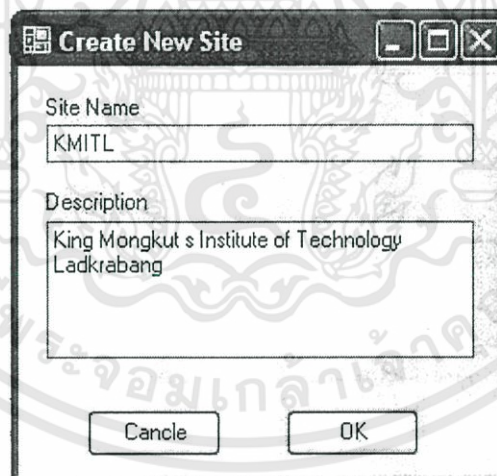 Create New Site
Site Name
KMITL
Description
King Mongkut s Institute of Technology
Ladkrabang
Cancle
OK